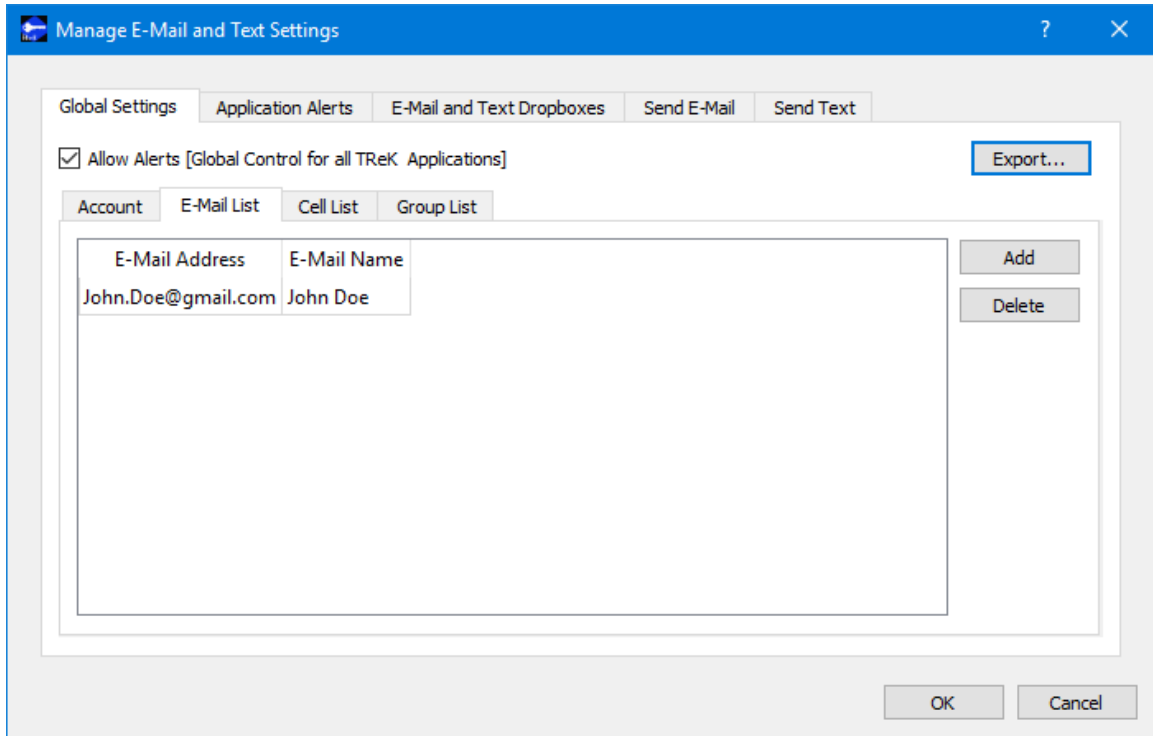 Manage E-Mail and Text Settings ?
Global Settings Application Alerts E-Mail and Text Dropboxes Send E-Mail Send Text
Allow Alerts [Global Control for all TReK Applications] Export...
Account E-Mail List Cell List Group List
E-Mail Address E-Mail Name Add
John.Doe@gmail.com John Doe Delete
OK Cancel